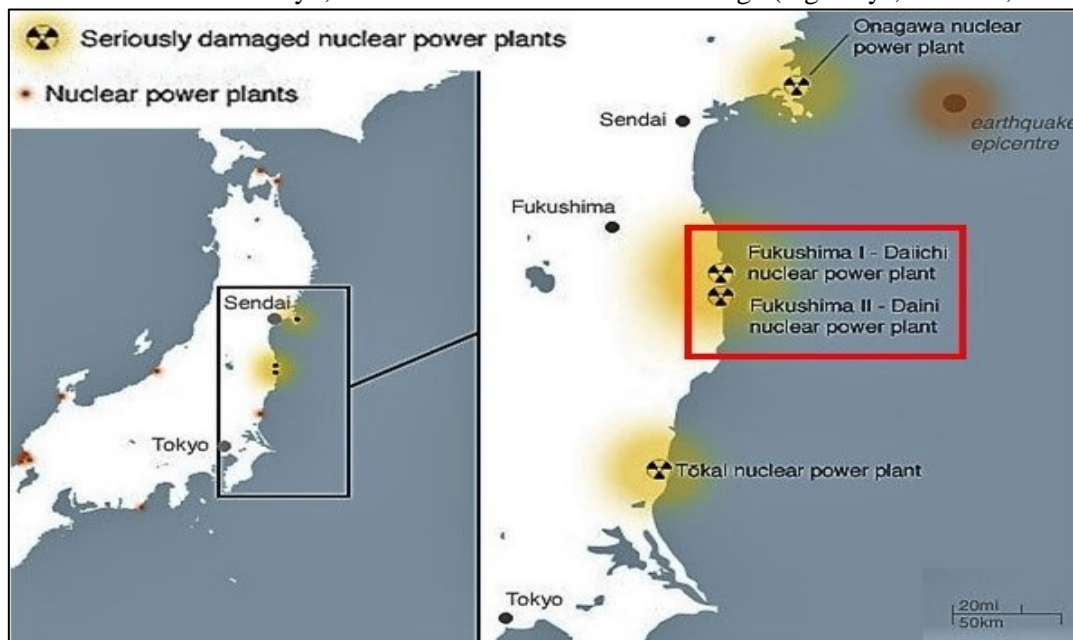 Seriously damaged nuclear power plants
Nuclear power plants
Sendai
Tokyo
Onagawa nuclear
power plant
Sendai
earthquake
epicentre
Fukushima
Fukushima I - Daiichi
nuclear power plant
Fukushima II - Daini
nuclear power plant
Tōkai nuclear power plant
Tokyo
20mi
50km